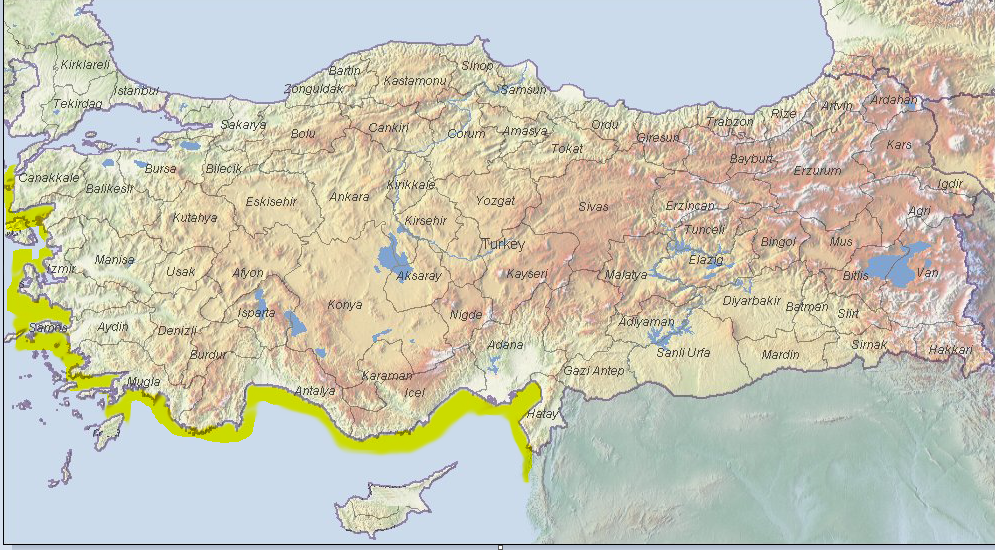 Kirklareli
Istanbul
Tekirdag
Bartin
Zonguldak
Kastamonu
Sinop
Samsun
Sakarya
Bolu
Cankiri
Corum
Amasya
Ordu
Giresun
Trabzon
Rize
Artvin
Ardahan
Tokat
Kars
Canakkale
Balikesir
Bursa
Bilecik
Bayburt
Erzurum
Igdir
Eskisehir
Ankara
Kirikkale
Yozgat
Sivas
Erzincan
Agri
Kutahya
Kirsehir
Tunceli
Turkey
Bingol
Mus
Izmir
Manisa
Usak
Afyon
Aksaray
Kayseri
Malatya
Elazig
Bitlis
Van
Isparta
Konya
Nigde
Adiyaman
Diyarbakir
Batman
Siirt
Samos
Aydin
Denizli
Burdur
Adana
Sanli Urfa
Mardin
Sirnak
Hakkari
Mugla
Antalya
Karaman
Icel
Gazi Antep
Hatay